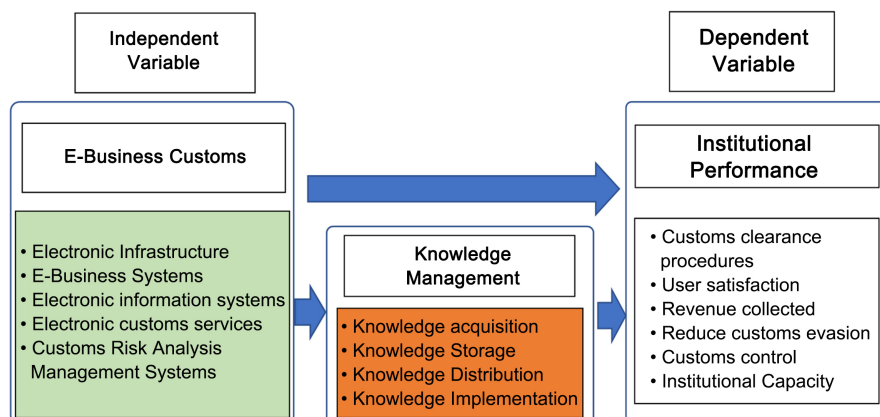 Independent
Variable
E-Business Customs
• Electronic Infrastructure
• E-Business Systems
• Electronic information systems
• Electronic customs services
• Customs Risk Analysis
Management Systems
Knowledge
Management
• Knowledge acquisition
• Knowledge Storage
• Knowledge Distribution
• Knowledge Implementation
Dependent
Variable
Institutional
Performance
• Customs clearance
procedures
• User satisfaction
• Revenue collected
• Reduce customs evasion
• Customs control
• Institutional Capacity